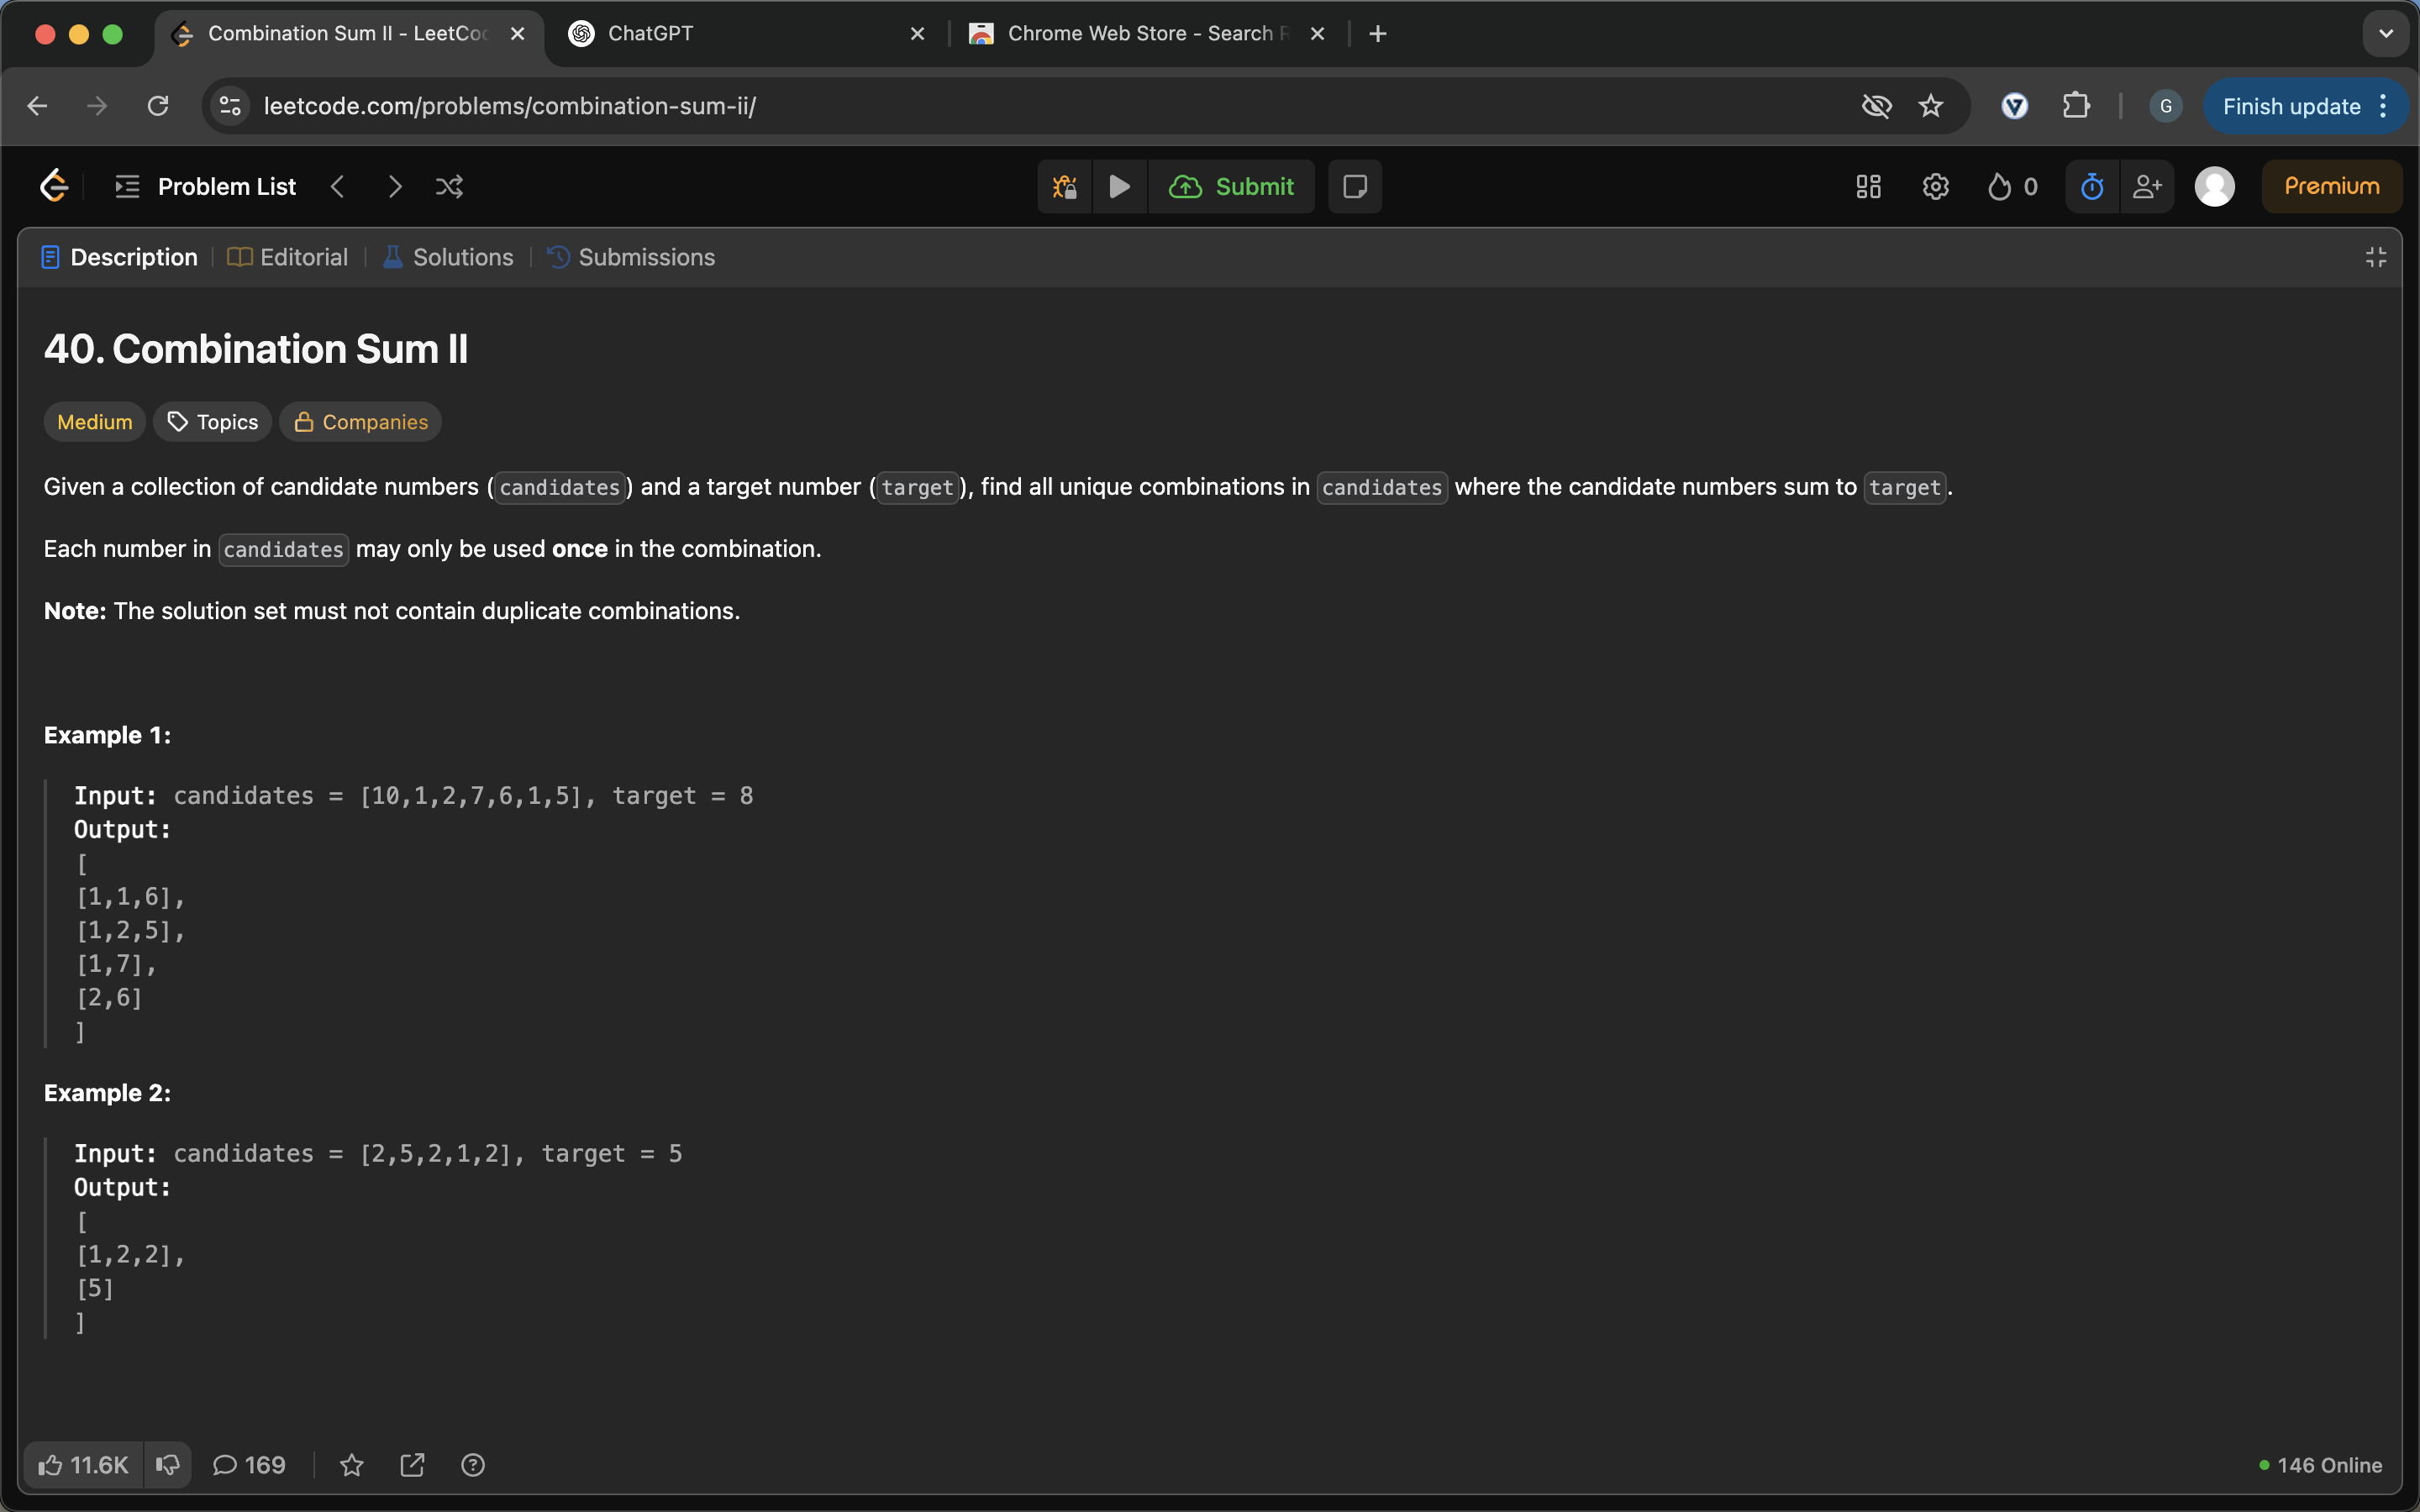 Combination Sum II - LeetCoc
ChatGPT
Chrome Web Store - Search R
leetcode.com/problems/combination-sum-ii/
G
Finish update
Problem List
Submit
0
Premium
Description
Editorial
Solutions
Submissions
40. Combination Sum II
Medium
Topics
Companies
Given a collection of candidate numbers (candidates) and a target number (target), find all unique combinations in candidates where the candidate numbers sum to target.
Each number in candidates may only be used once in the combination.
Note: The solution set must not contain duplicate combinations.
Example 1:
Input: candidates = [10,1,2,7,6,1,5], target = 8
Output:
[
[1,1,6],
[1,2,5],
[1,7],
[2,6]
]
Example 2:
Input: candidates = [2,5,2,1,2], target = 5
Output:
[
[1,2,2],
[5]
]
11.6K
169
146 Online